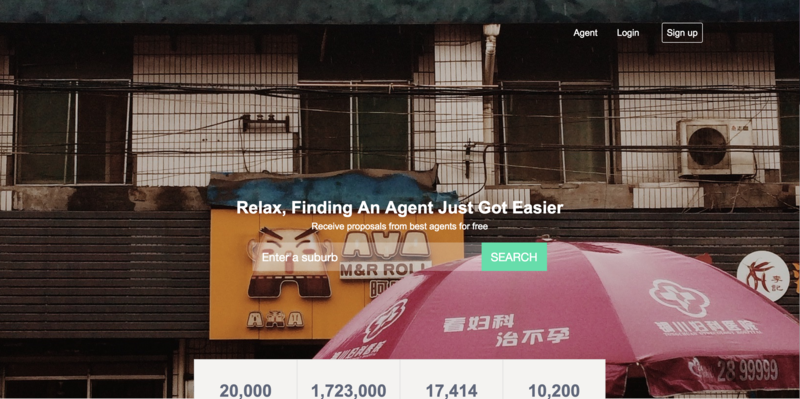 Agent
Login
Sign up
Relax, Finding An Agent Just Got Easier
Receive proposals from best agents for free
Enter a suburb
SEARCH
M&R ROLL
看妇科
治不孕
李記
28 99999
20,000
1,723,000
17,414
10,200